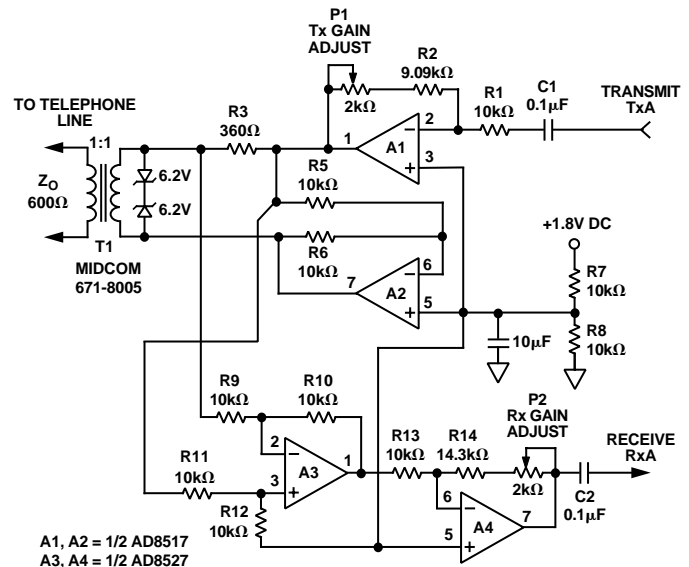 P1
Tx GAIN
ADJUST
R2
9.09kΩ
2kΩ
R1
10kΩ
C1
0.1µF
TRANSMIT
TxA
TO TELEPHONE
LINE
1:1
R3
360Ω
1
A1
2
3
6.2V
6.2V
ZO
600Ω
T1
MIDCOM
671-8005
R5
10kΩ
R6
10kΩ
7
A2
6
5
+1.8V DC
R7
10kΩ
R8
10kΩ
10µF
R9
10kΩ
R10
10kΩ
2
3
A3
1
R11
10kΩ
R12
10kΩ
R13
10kΩ
R14
14.3kΩ
P2
Rx GAIN
ADJUST
2kΩ
6
5
A4
7
C2
0.1µF
RECEIVE
RxA
A1, A2 = 1/2 AD8517
A3, A4 = 1/2 AD8527